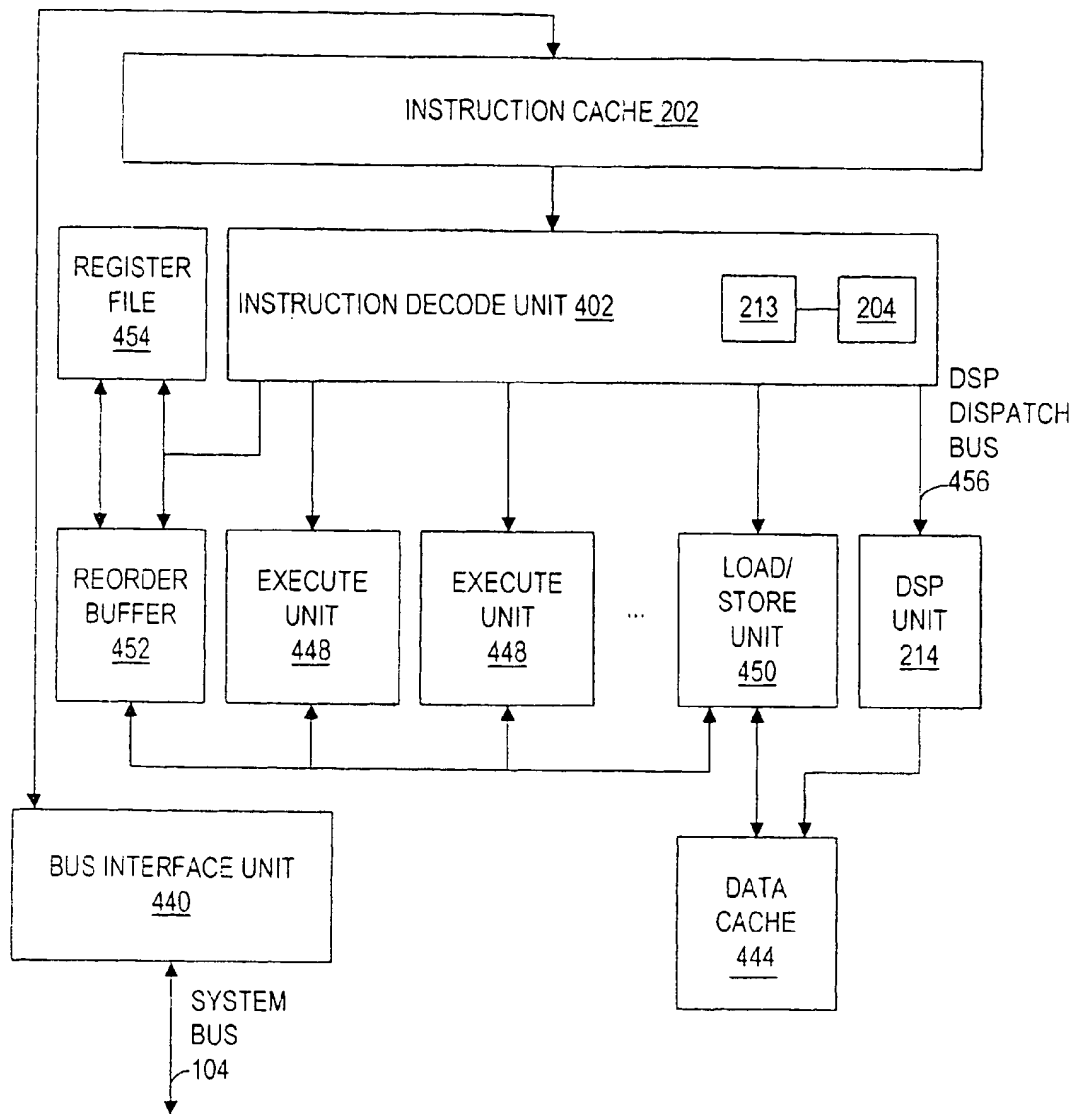 INSTRUCTION CACHE 202
REGISTER
FILE
454
INSTRUCTION DECODE UNIT 402
213
204
DSP
DISPATCH
BUS
456
REORDER
BUFFER
452
EXECUTE
UNIT
448
EXECUTE
UNIT
448
...
LOAD/
STORE
UNIT
450
DSP
UNIT
214
BUS INTERFACE UNIT
440
DATA
CACHE
444
SYSTEM
BUS
104